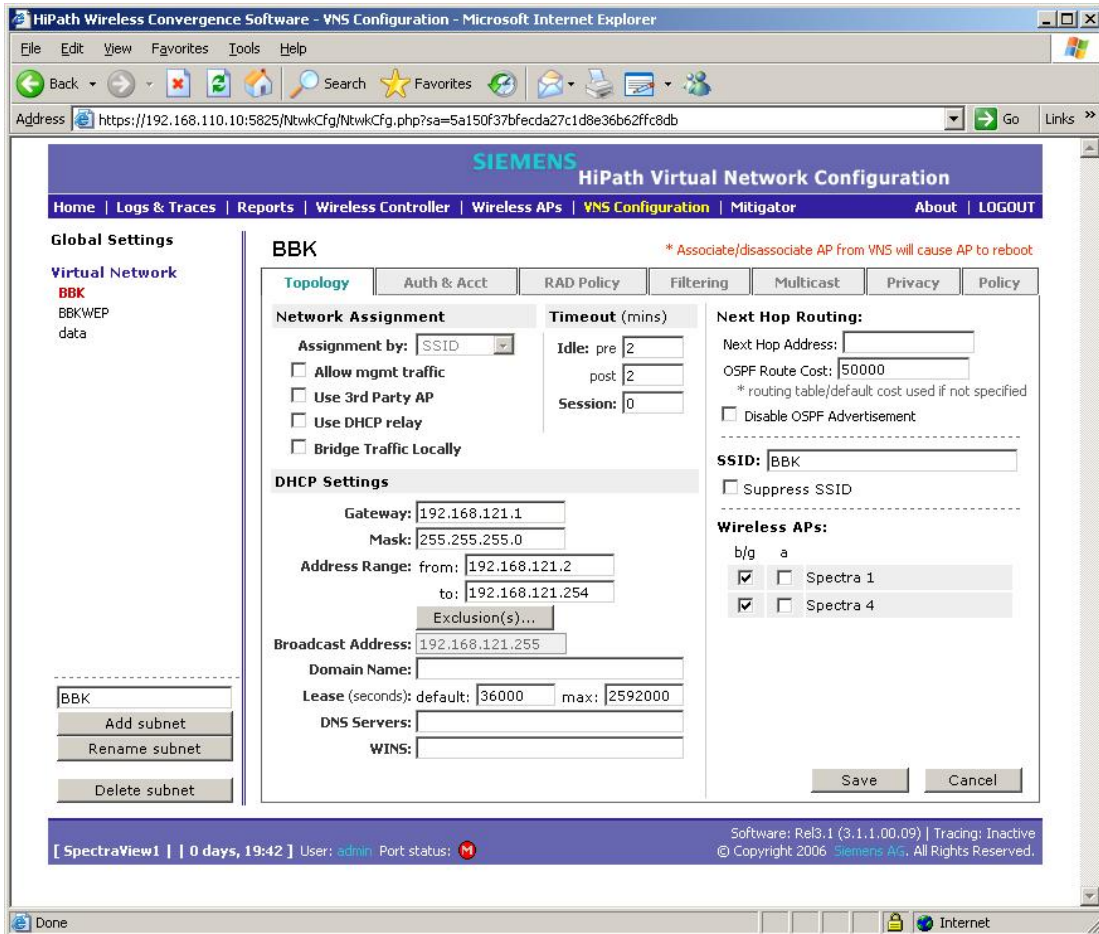 HiPath Wireless Convergence Software - VNS Configuration - Microsoft Internet Explorer
File Edit View Favorites Tools Help
Back Search Favorites
Address https://192.168.110.10:5825/NtwkCfg/NtwkCfg.php?sa=5a150f37bfecda27c1d8e36b62ffc8db Go Links »
SIEMENS
HiPath Virtual Network Configuration
Home | Logs & Traces | Reports | Wireless Controller | Wireless APs | VNS Configuration | Mitigator About | LOGOUT
Global Settings
Virtual Network
BBK
BBKWEP
data
BBK
Add subnet
Rename subnet
Delete subnet
BBK * Associate/disassociate AP from VNS will cause AP to reboot
Topology Auth & Acct RAD Policy Filtering Multicast Privacy Policy
Network Assignment
Assignment by: SSID
Allow mgmt traffic
Use 3rd Party AP
Use DHCP relay
Bridge Traffic Locally
Timeout (mins)
Idle: pre 2
post 2
Session: 0
DHCP Settings
Gateway: 192.168.121.1
Mask: 255.255.255.0
Address Range: from: 192.168.121.2
to: 192.168.121.254
Exclusion(s)...
Broadcast Address: 192.168.121.255
Domain Name:
Lease (seconds): default: 36000 max: 2592000
DNS Servers:
WINS:
Next Hop Routing:
Next Hop Address:
OSPF Route Cost: 50000
* routing table/default cost used if not specified
Disable OSPF Advertisement
SSID: BBK
Suppress SSID
Wireless APs:
b/g a
Spectra 1
Spectra 4
Save Cancel
[ SpectraView1 | | 0 days, 19:42 ] User: admin Port status: M
Software: Rel3.1 (3.1.1.00.09) | Tracing: Inactive
© Copyright 2006 Siemens AG. All Rights Reserved.
Done Internet